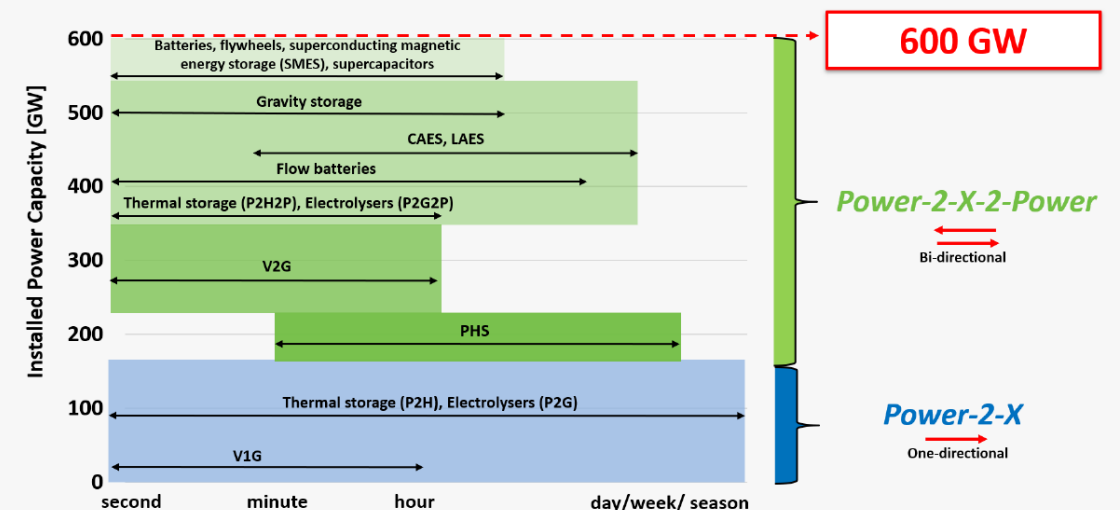 600 GW
Installed Power Capacity [GW]
600
500
400
300
200
100
0
Batteries, flywheels, superconducting magnetic
energy storage (SMES), supercapacitors
Gravity storage
CAES, LAES
Flow batteries
Thermal storage (P2H2P), Electrolysers (P2G2P)
V2G
PHS
Thermal storage (P2H), Electrolysers (P2G)
V1G
second
minute
hour
day/week/ season
Power-2-X-2-Power
Bi-directional
Power-2-X
One-directional